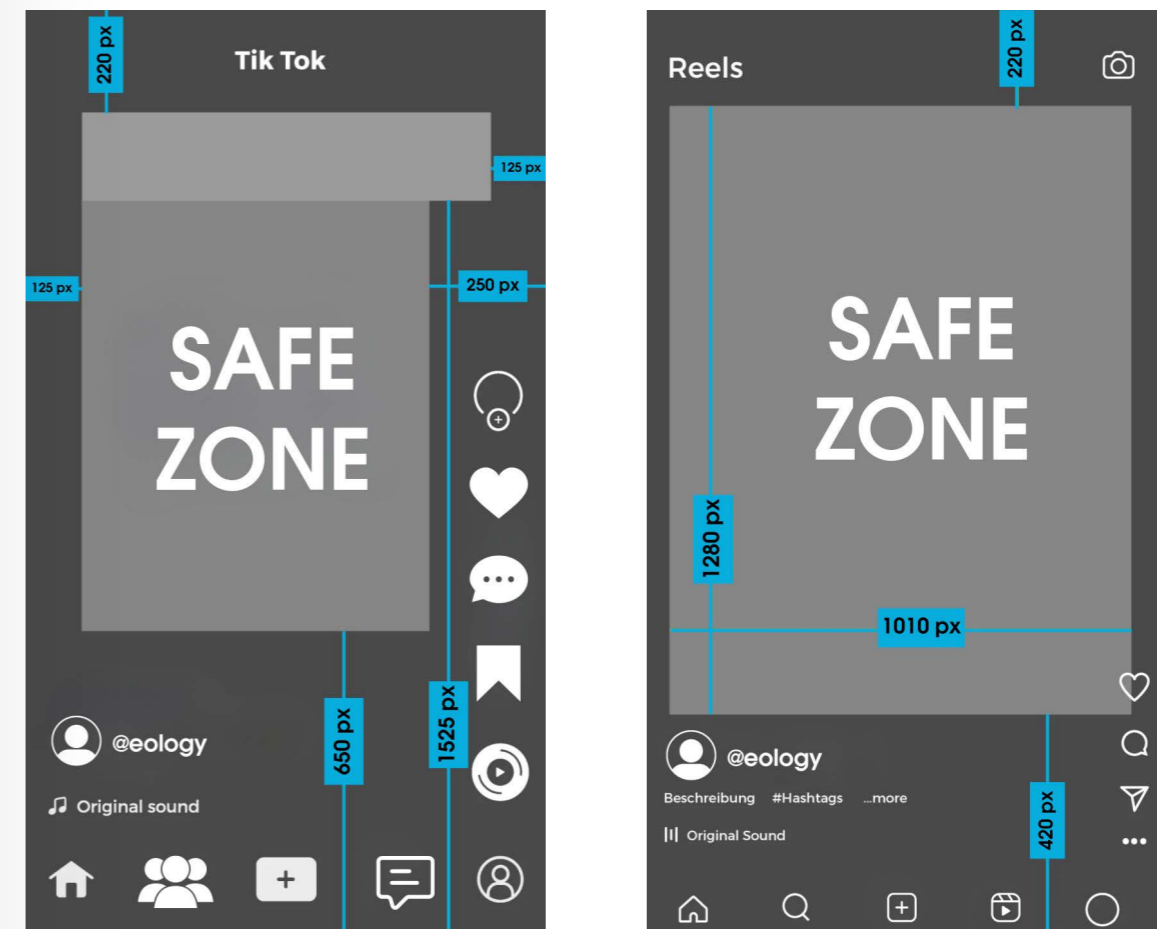 220 px
Tik Tok
125 px
125 px
250 px
SAFE
ZONE
650 px
1525 px
@eology
Original sound
220 px
Reels
SAFE
ZONE
1280 px
1010 px
@eology
Beschreibung #Hashtags ...more
420 px
Original Sound